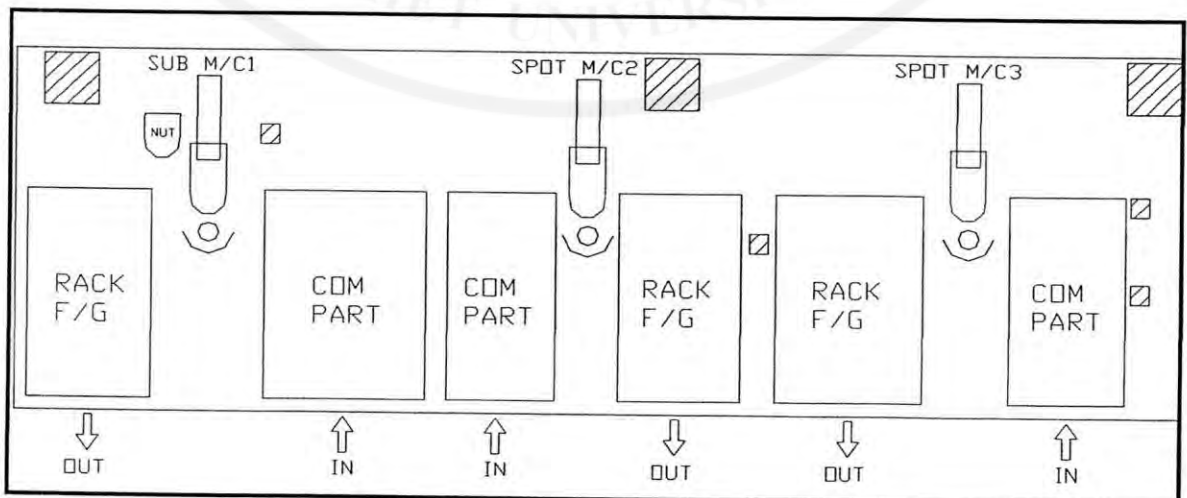 UNIVERS
SUB M/C1
SPOT M/C2
SPOT M/C3
NUT
RACK
F/G
COM
PART
COM
PART
RACK
F/G
RACK
F/G
COM
PART
OUT
IN
IN
OUT
OUT
IN